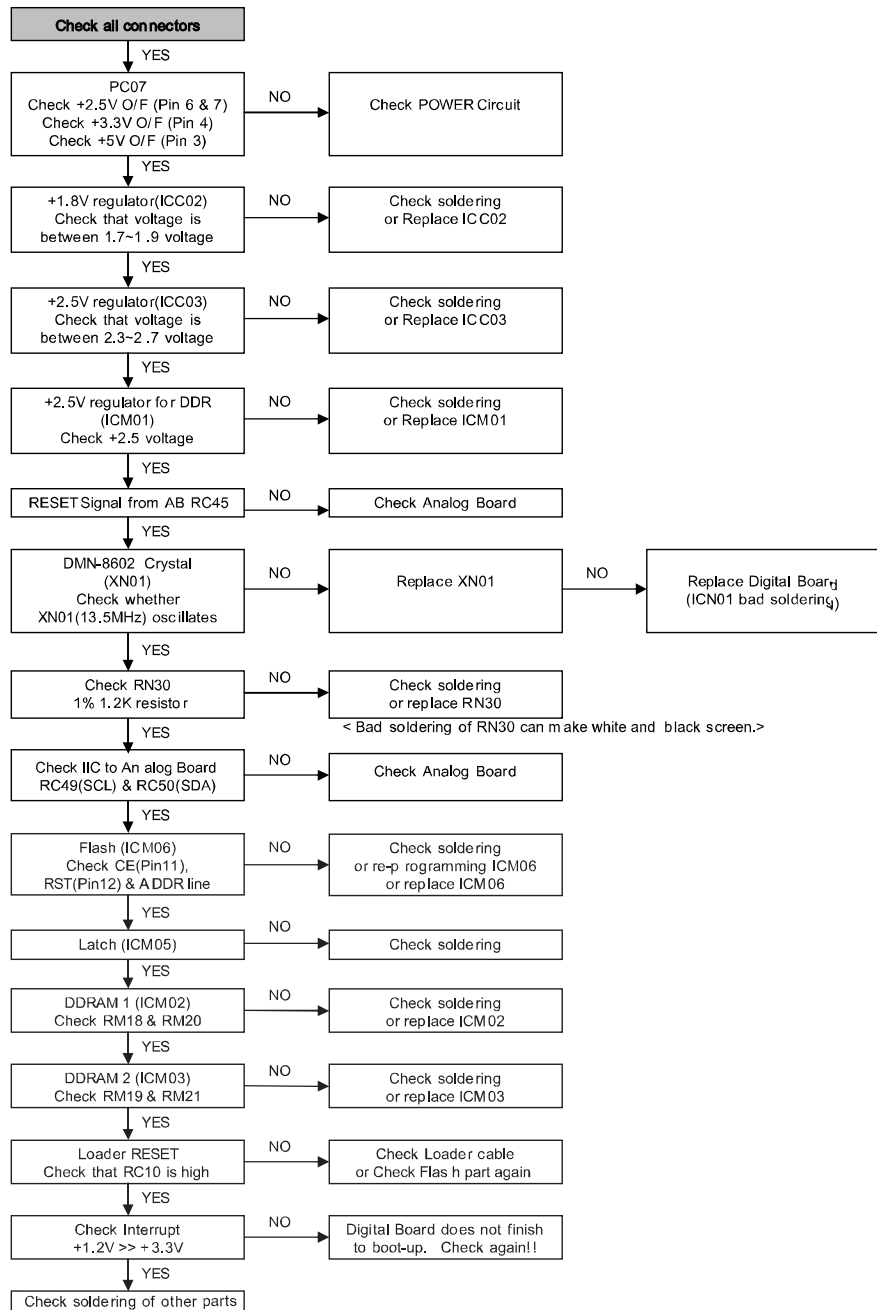 Check all connectors
YES
PC07
Check +2.5V O/F (Pin 6 & 7)
Check +3.3V O/F (Pin 4)
Check +5V O/F (Pin 3)
NO
Check POWER Circuit
YES
+1.8V regulator(ICC02)
Check that voltage is
between 1.7~1.9 voltage
NO
Check soldering
or Replace ICC02
YES
+2.5V regulator(ICC03)
Check that voltage is
between 2.3~2.7 voltage
NO
Check soldering
or Replace ICC03
YES
+2.5V regulator for DDR
(ICM01)
Check +2.5 voltage
NO
Check soldering
or Replace ICM01
YES
RESET Signal from AB RC45
NO
Check Analog Board
YES
DMN-8602 Crystal
(XN01)
Check whether
XN01(13.5MHz) oscillates
NO
Replace XN01
NO
Replace Digital Board
(ICN01 bad soldering)
YES
Check RN30
1% 1.2K resistor
NO
Check soldering
or replace RN30
< Bad soldering of RN30 can make white and black screen.>
YES
Check IIC to Analog Board
RC49(SCL) & RC50(SDA)
NO
Check Analog Board
YES
Flash (ICM06)
Check CE(Pin11),
RST(Pin12) & ADDR line
NO
Check soldering
or re-programming ICM06
or replace ICM06
YES
Latch (ICM05)
NO
Check soldering
YES
DDRAM 1 (ICM02)
Check RM18 & RM20
NO
Check soldering
or replace ICM02
YES
DDRAM 2 (ICM03)
Check RM19 & RM21
NO
Check soldering
or replace ICM03
YES
Loader RESET
Check that RC10 is high
NO
Check Loader cable
or Check Flash part again
YES
Check Interrupt
+1.2V >> +3.3V
NO
Digital Board does not finish
to boot-up. Check again!!
YES
Check soldering of other parts